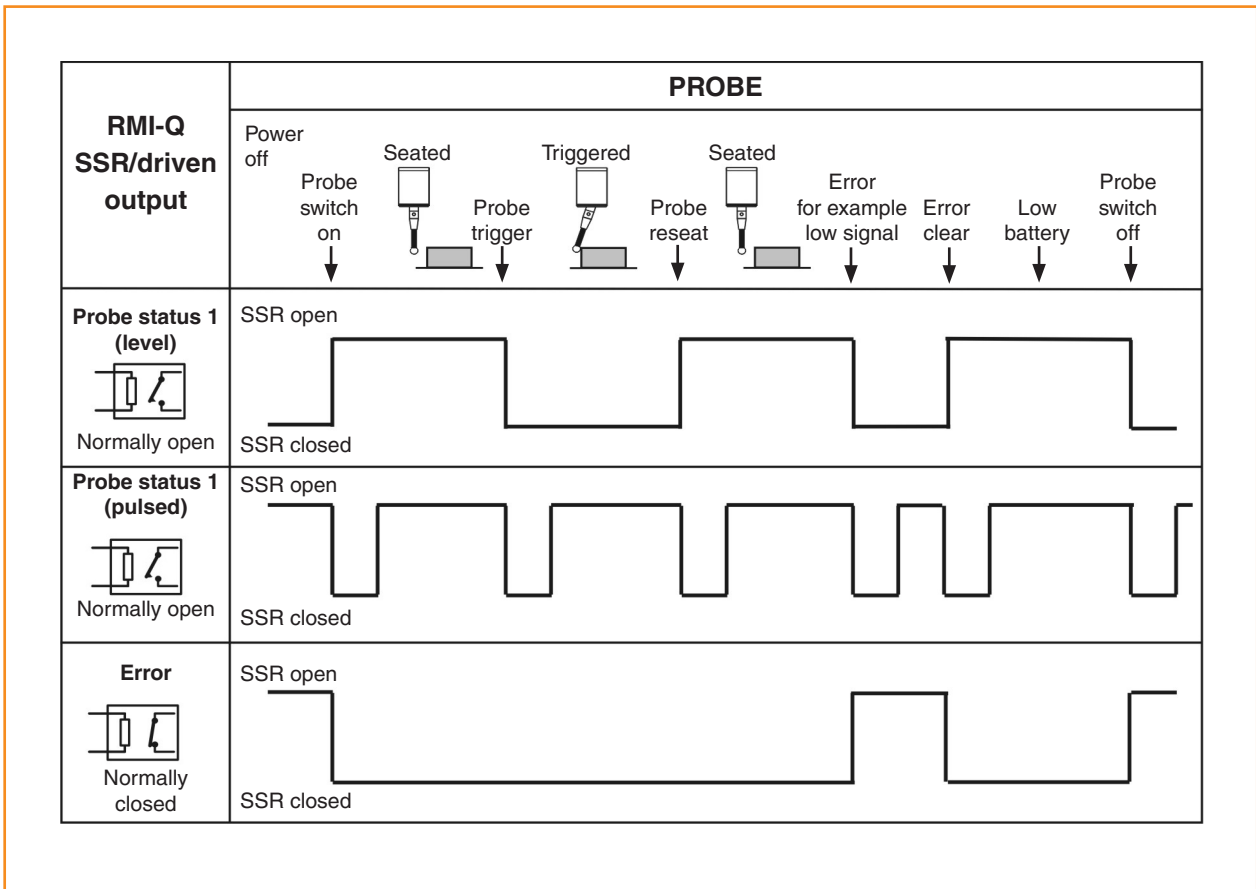 RMI-Q
SSR/driven
output
PROBE
Power
off
Probe
switch
on
Seated
Probe
trigger
Triggered
Probe
reseat
Seated
Error
for example
low signal
Error
clear
Low
battery
Probe
switch
off
Probe status 1
(level)
Normally open
SSR open
SSR closed
Probe status 1
(pulsed)
Normally open
SSR open
SSR closed
Error
Normally
closed
SSR open
SSR closed